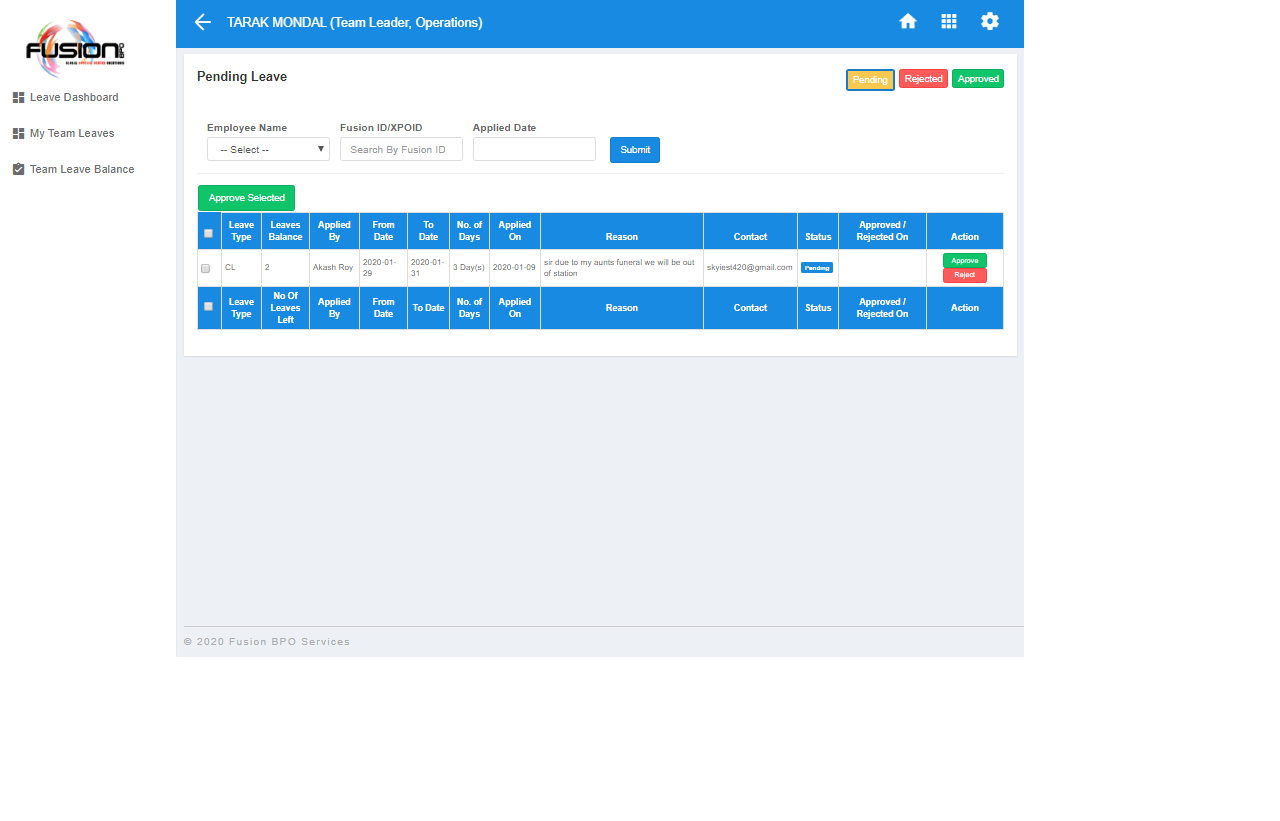 FUSION BPO
GLOBAL CONTACT CENTER SOLUTIONS
Leave Dashboard
My Team Leaves
Team Leave Balance
TARAK MONDAL (Team Leader, Operations)
Pending Leave
Pending Rejected Approved
Employee Name Fusion ID/XPOID Applied Date
-- Select -- Search By Fusion ID Submit
Approve Selected
Leave Type Leaves Balance Applied By From Date To Date No. of Days Applied On Reason Contact Status Approved / Rejected On Action
CL 2 Akash Roy 2020-01-29 2020-01-31 3 Day(s) 2020-01-09 sir due to my aunts funeral we will be out of station skyiest420@gmail.com Pending Approve Reject
Leave Type No Of Leaves Left Applied By From Date To Date No. of Days Applied On Reason Contact Status Approved / Rejected On Action
© 2020 Fusion BPO Services